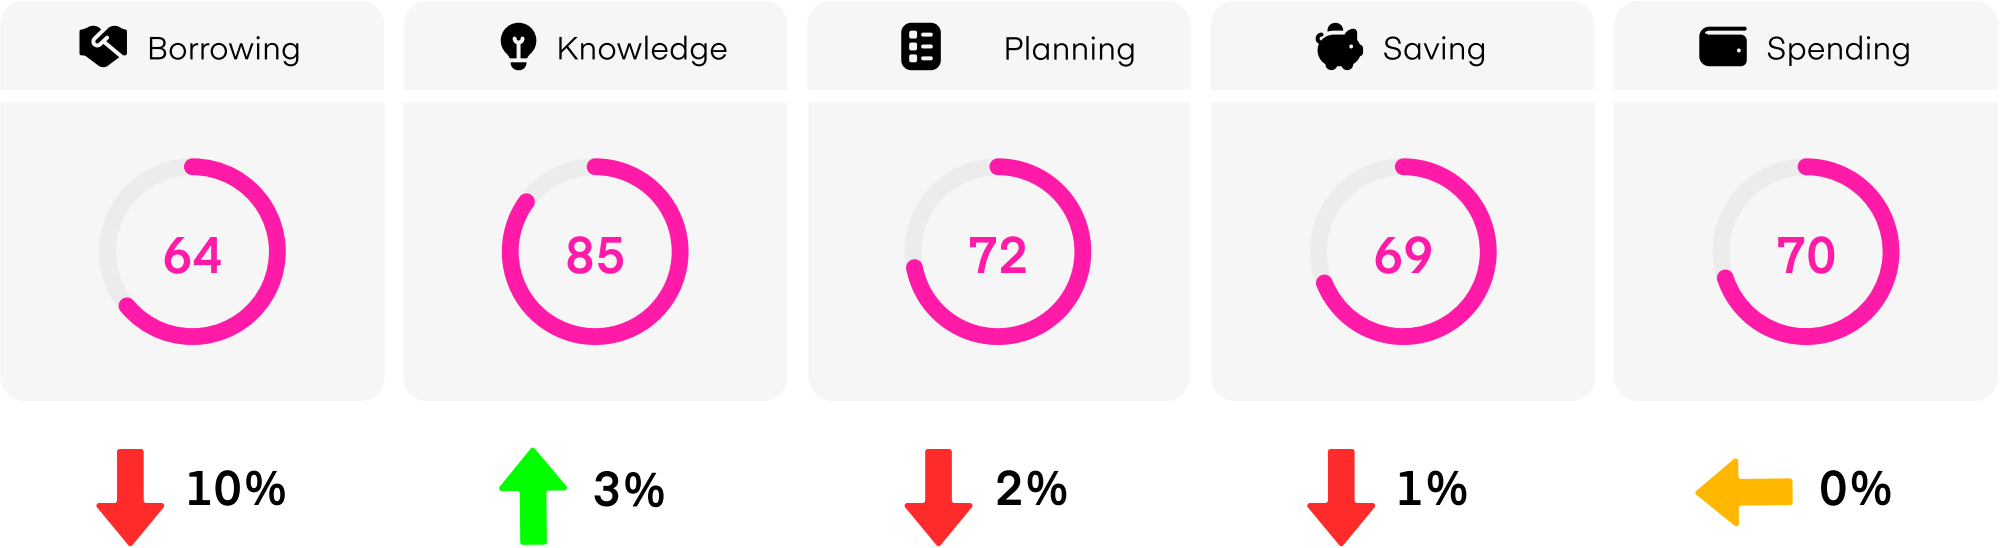 Borrowing Knowledge Planning Saving Spending
64 85 72 69 70
10% 3% 2% 1% 0%